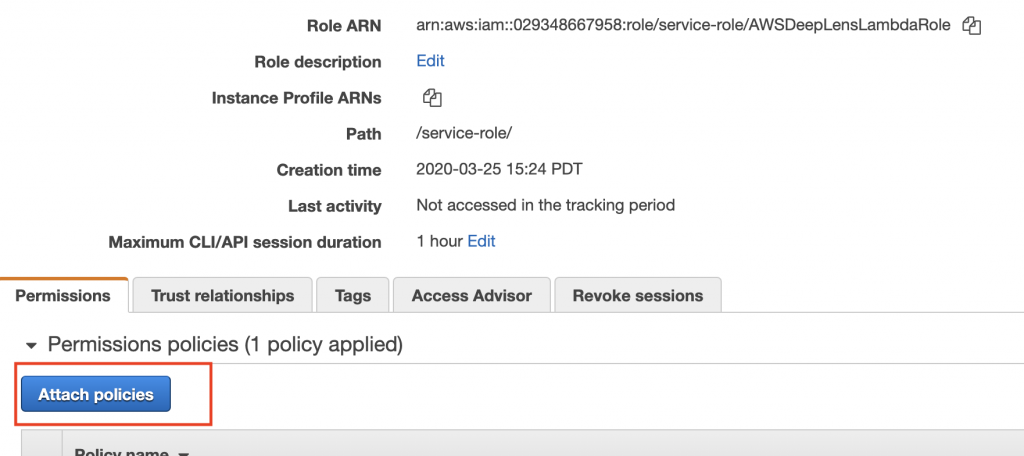 Role ARN arn:aws:iam::029348667958:role/service-role/AWSDeepLensLambdaRole
Role description Edit
Instance Profile ARNs
Path /service-role/
Creation time 2020-03-25 15:24 PDT
Last activity Not accessed in the tracking period
Maximum CLI/API session duration 1 hour Edit
Permissions Trust relationships Tags Access Advisor Revoke sessions
Permissions policies (1 policy applied)
Attach policies
Policy name